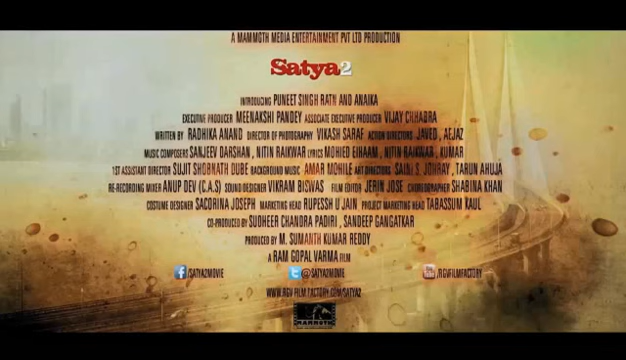 A MAMMOTH MEDIA ENTERTAINMENT PVT LTD PRODUCTION
Satya2
INTRODUCING PUNEET SINGH RATN AND ANAIKA
EXECUTIVE PRODUCER MEENAKSHI PANDEY ASSOCIATE EXECUTIVE PRODUCER VIJAY CHHABRA
WRITTEN BY RADHIKA ANAND DIRECTOR OF PHOTOGRAPHY VIKASH SARAF ACTION DIRECTORS JAVED, AEJAZ
MUSIC COMPOSERS SANJEEV DARSHAN, NITIN RAIKWAR LYRICS NITIN RAIKWAR, KUMAR
1ST ASSISTANT DIRECTOR SUJIT SHOBHATH DUBE BACKGROUND MUSIC AMAR MOHILE ART DIRECTORS SAINI S. JOHRAY, TARUN AHUJA
RE-RECORDING MIXER ANUP DEV (C.A.S) SOUND DESIGNER VIKRAM BISWAS FILM EDITOR JERIN JOSE CHOREOGRAPHER SHABINA KHAN
COSTUME DESIGNER SACORINA JOSEPH MARKETING HEAD RUPESSH U JAIN PROJECT MARKETING HEAD TABASSUM KAUL
CO-PRODUCED BY SUDHEER CHANDRA PADIRI, SANDEEP GANGATKAR
PRODUCED BY M. SUMANTH KUMAR REDDY
A RAM GOPAL VARMA FILM
/SATYA2MOVIE @SATYA2MOVIE /RGVFILMFACTORY
WWW.RGV FILM FACTORY.COM/SATYA2
MAMMOTH